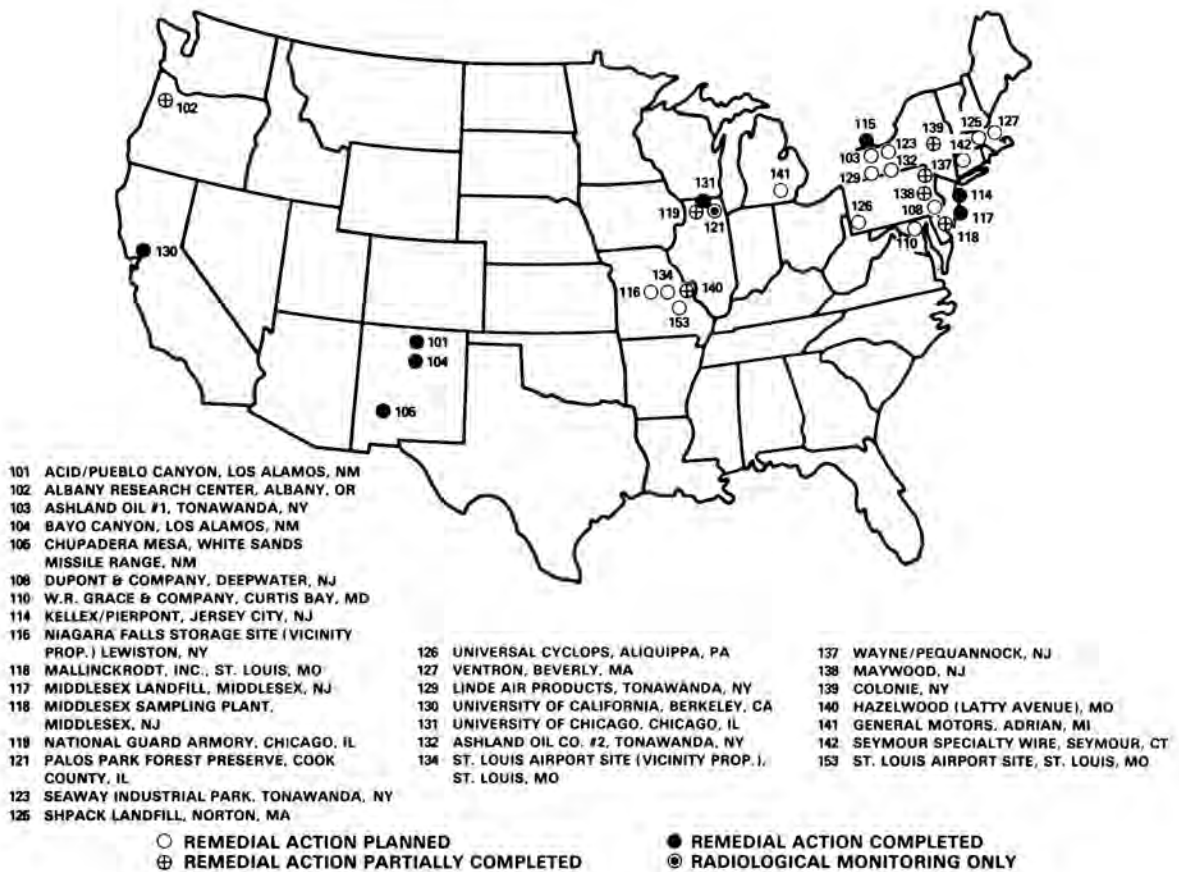 102
130
101
104
106
131
119
121
141
134
116
140
153
115
103
123
129
132
139
125
127
142
137
138
126
108
110
114
117
118
101 ACID/PUEBLO CANYON, LOS ALAMOS, NM
102 ALBANY RESEARCH CENTER, ALBANY, OR
103 ASHLAND OIL #1, TONAWANDA, NY
104 BAYO CANYON, LOS ALAMOS, NM
106 CHUPADERA MESA, WHITE SANDS
MISSILE RANGE, NM
108 DUPONT & COMPANY, DEEPWATER, NJ
110 W.R. GRACE & COMPANY, CURTIS BAY, MD
114 KELLEX/PIERPONT, JERSEY CITY, NJ
116 NIAGARA FALLS STORAGE SITE (VICINITY
PROP.) LEWISTON, NY
118 MALLINCKRODT, INC., ST. LOUIS, MO
117 MIDDLESEX LANDFILL, MIDDLESEX, NJ
118 MIDDLESEX SAMPLING PLANT,
MIDDLESEX, NJ
119 NATIONAL GUARD ARMORY, CHICAGO, IL
121 PALOS PARK FOREST PRESERVE, COOK
COUNTY, IL
123 SEAWAY INDUSTRIAL PARK, TONAWANDA, NY
125 SHPACK LANDFILL, NORTON, MA
126 UNIVERSAL CYCLOPS, ALIQUIPPA, PA
127 VENTRON, BEVERLY, MA
129 LINDE AIR PRODUCTS, TONAWANDA, NY
130 UNIVERSITY OF CALIFORNIA, BERKELEY, CA
131 UNIVERSITY OF CHICAGO, CHICAGO, IL
132 ASHLAND OIL CO. #2, TONAWANDA, NY
134 ST. LOUIS AIRPORT SITE (VICINITY PROP.),
ST. LOUIS, MO
137 WAYNE/PEQUANNOCK, NJ
138 MAYWOOD, NJ
139 COLONIE, NY
140 HAZELWOOD (LATTY AVENUE), MO
141 GENERAL MOTORS, ADRIAN, MI
142 SEYMOUR SPECIALTY WIRE, SEYMOUR, CT
153 ST. LOUIS AIRPORT SITE, ST. LOUIS, MO
REMEDIAL ACTION PLANNED
REMEDIAL ACTION PARTIALLY COMPLETED
REMEDIAL ACTION COMPLETED
RADIOLOGICAL MONITORING ONLY